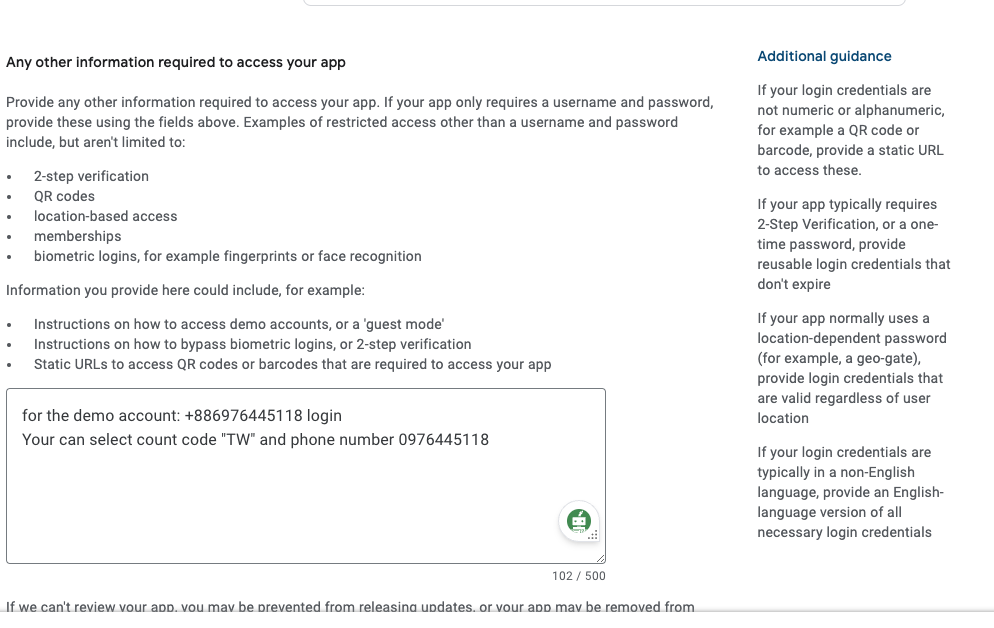 Any other information required to access your app
Provide any other information required to access your app. If your app only requires a username and password,
provide these using the fields above. Examples of restricted access other than a username and password
include, but aren't limited to:
• 2-step verification
• QR codes
• location-based access
• memberships
• biometric logins, for example fingerprints or face recognition
Information you provide here could include, for example:
• Instructions on how to access demo accounts, or a 'guest mode'
• Instructions on how to bypass biometric logins, or 2-step verification
• Static URLs to access QR codes or barcodes that are required to access your app
for the demo account: +886976445118 login
Your can select count code "TW" and phone number 0976445118
102 / 500
If we can't review your app, you may be prevented from releasing updates, or your app may be removed from
Additional guidance
If your login credentials are
not numeric or alphanumeric,
for example a QR code or
barcode, provide a static URL
to access these.
If your app typically requires
2-Step Verification, or a one-
time password, provide
reusable login credentials that
don't expire
If your app normally uses a
location-dependent password
(for example, a geo-gate),
provide login credentials that
are valid regardless of user
location
If your login credentials are
typically in a non-English
language, provide an English-
language version of all
necessary login credentials